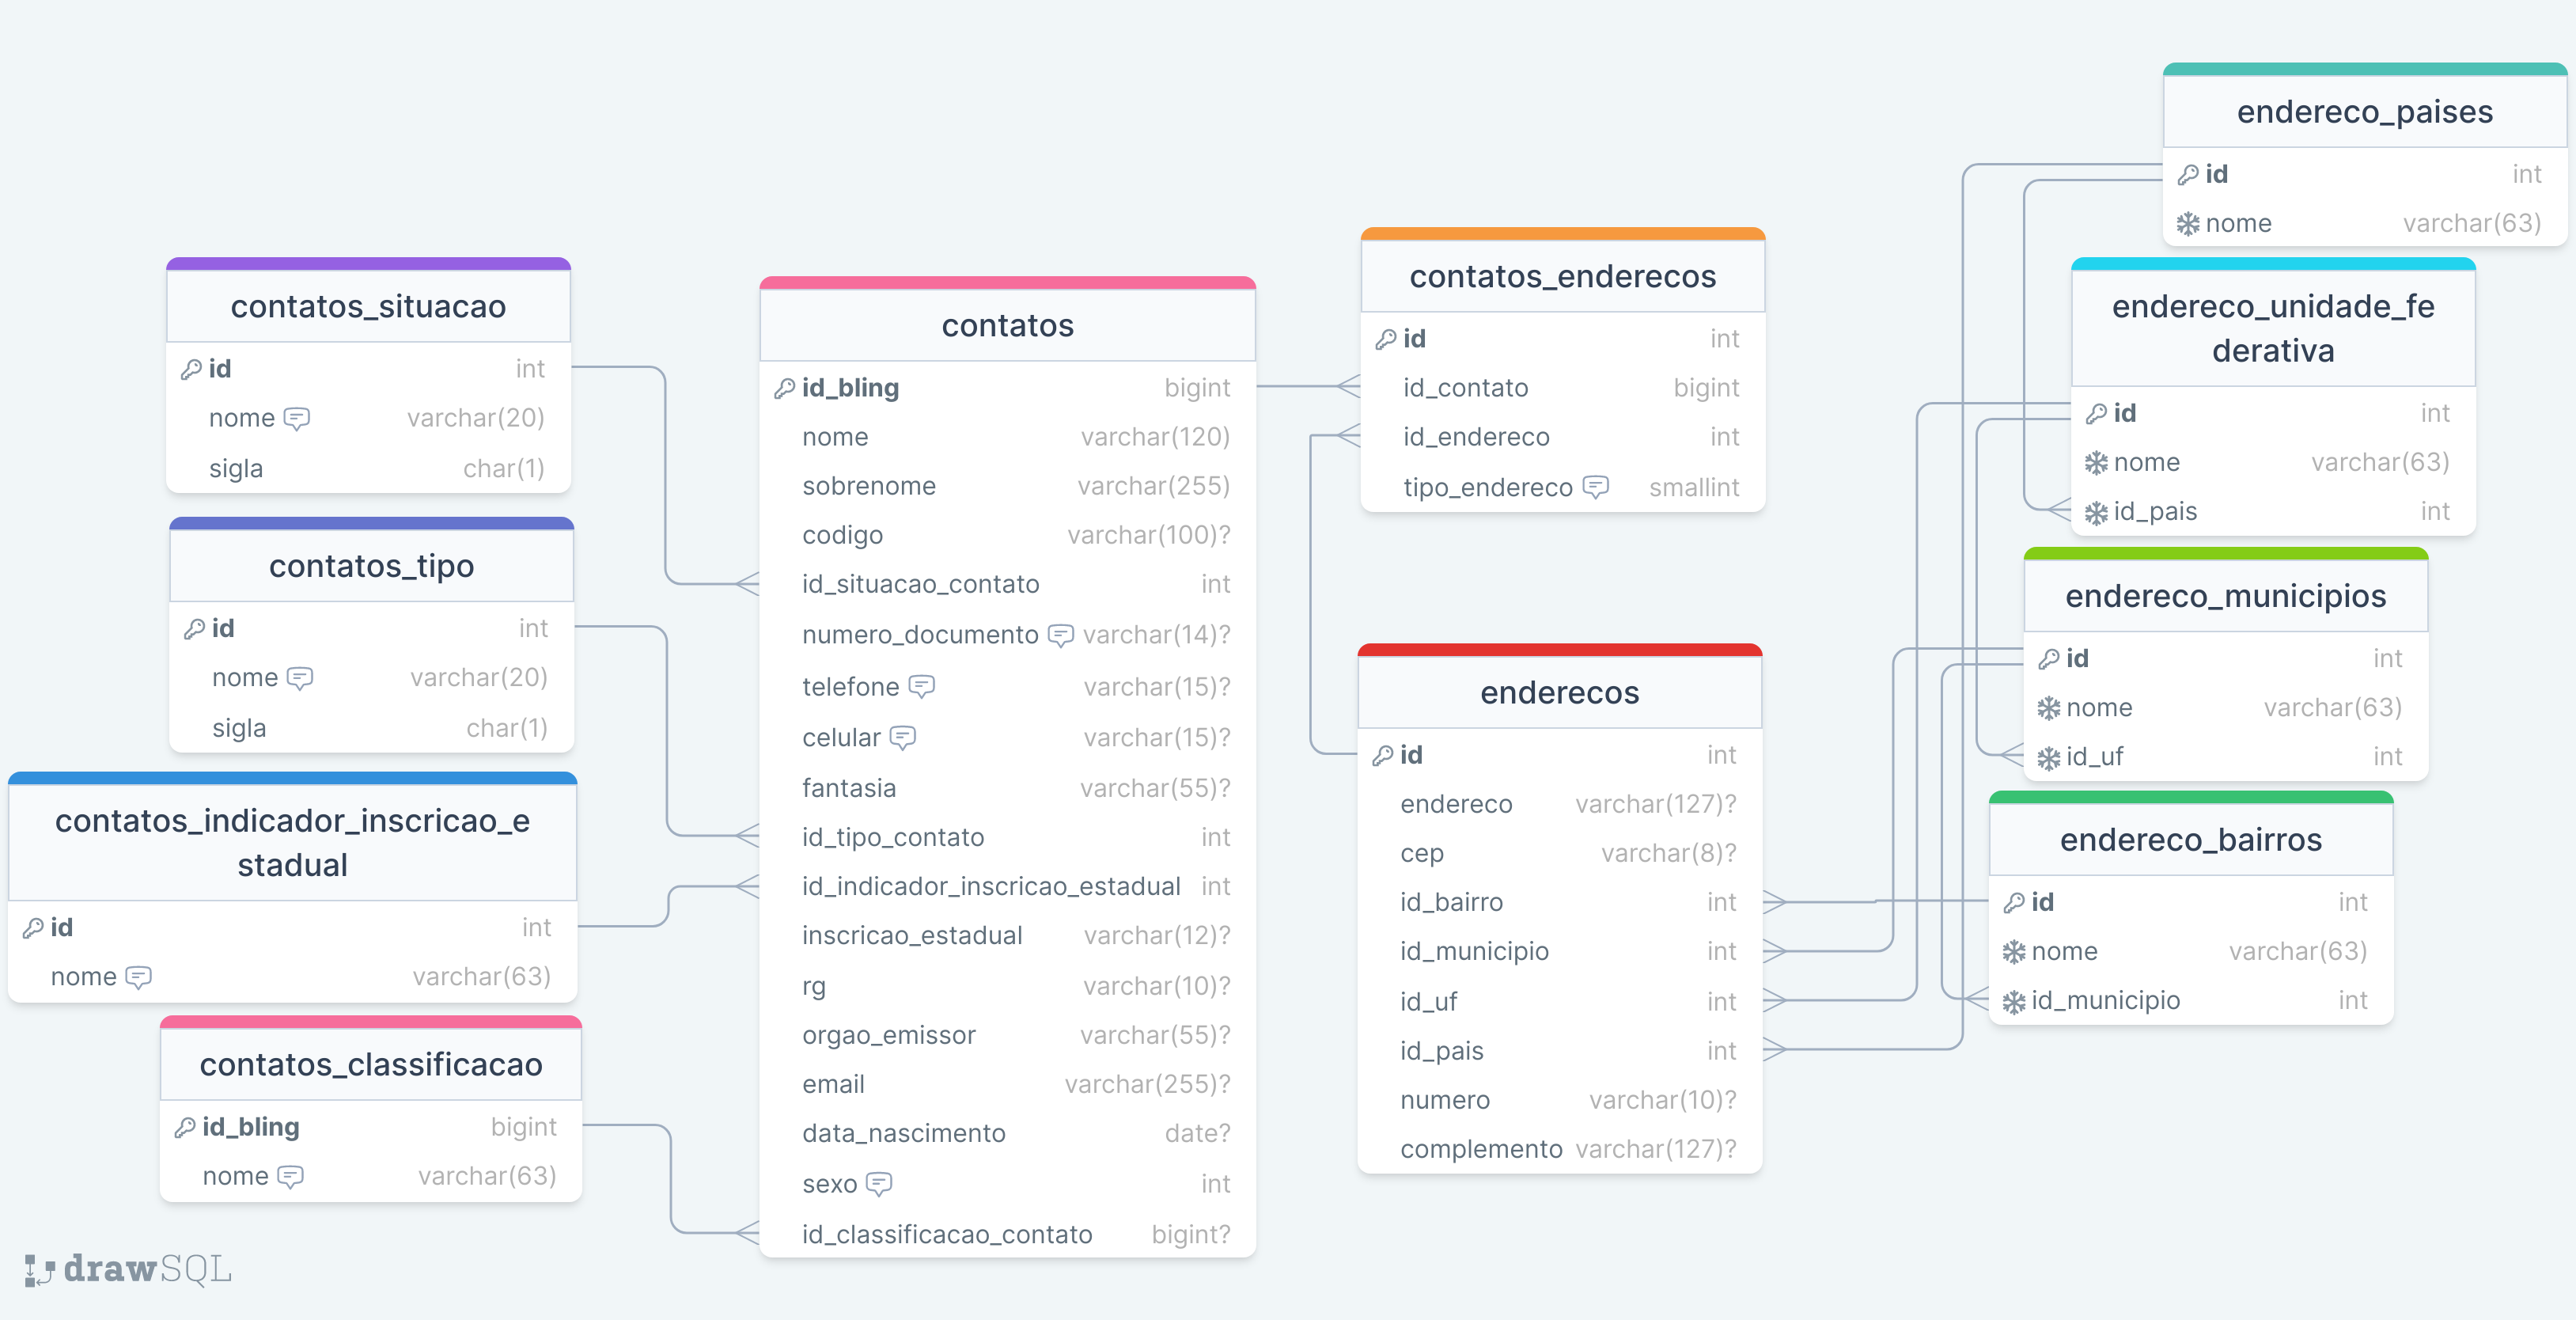 contatos_situacao
id int
nome varchar(20)
sigla char(1)
contatos_tipo
id int
nome varchar(20)
sigla char(1)
contatos_indicador_inscricao_e
stadual
id int
nome varchar(63)
contatos_classificacao
id_bling bigint
nome varchar(63)
contatos
id_bling bigint
nome varchar(120)
sobrenome varchar(255)
codigo varchar(100)?
id_situacao_contato int
numero_documento varchar(14)?
telefone varchar(15)?
celular varchar(15)?
fantasia varchar(55)?
id_tipo_contato int
id_indicador_inscricao_estadual int
inscricao_estadual varchar(12)?
rg varchar(10)?
orgao_emissor varchar(55)?
email varchar(255)?
data_nascimento date?
sexo int
id_classificacao_contato bigint?
contatos_enderecos
id int
id_contato bigint
id_endereco int
tipo_endereco smallint
enderecos
id int
endereco varchar(127)?
cep varchar(8)?
id_bairro int
id_municipio int
id_uf int
id_pais int
numero varchar(10)?
complemento varchar(127)?
endereco_paises
id int
nome varchar(63)
endereco_unidade_fe
derativa
id int
nome varchar(63)
id_pais int
endereco_municipios
id int
nome varchar(63)
id_uf int
endereco_bairros
id int
nome varchar(63)
id_municipio int
drawSQL